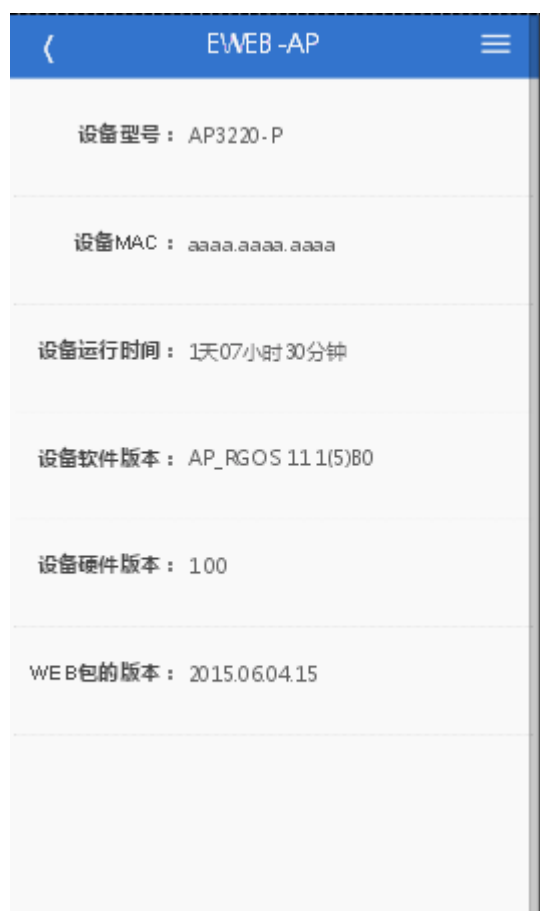 EWEB-AP
设备型号： AP3220-P
设备MAC： aaaa.aaaa.aaaa
设备运行时间： 1天07小时30分钟
设备软件版本： AP_RGOS 11 1(5)B0
设备硬件版本： 100
WEB包的版本： 2015.06.04.15